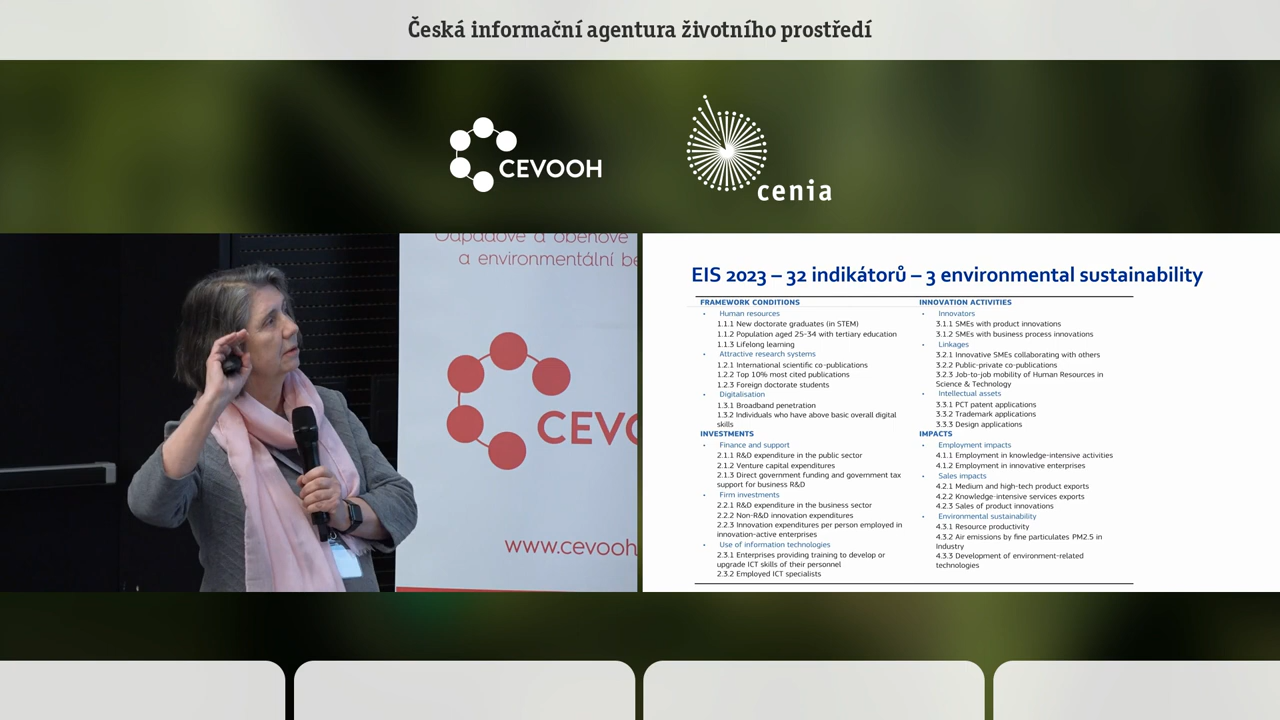 Česká informační agentura životního prostředí
CEVOOH
cenia
Odpadové a oběhové
a environmentální be
CEVO
www.cevooh
EIS 2023 – 32 indikátorů – 3 environmental sustainability
FRAMEWORK CONDITIONS
• Human resources
1.1.1 New doctorate graduates (in STEM)
1.1.2 Population aged 25-34 with tertiary education
1.1.3 Lifelong learning
• Attractive research systems
1.2.1 International scientific co-publications
1.2.2 Top 10% most cited publications
1.2.3 Foreign doctorate students
• Digitalisation
1.3.1 Broadband penetration
1.3.2 Individuals who have above basic overall digital
skills
INVESTMENTS
• Finance and support
2.1.1 R&D expenditure in the public sector
2.1.2 Venture capital expenditures
2.1.3 Direct government funding and government tax
support for business R&D
• Firm investments
2.2.1 R&D expenditure in the business sector
2.2.2 Non-R&D innovation expenditures
2.2.3 Innovation expenditures per person employed in
innovation-active enterprises
• Use of information technologies
2.3.1 Enterprises providing training to develop or
upgrade ICT skills of their personnel
2.3.2 Employed ICT specialists
INNOVATION ACTIVITIES
• Innovators
3.1.1 SMEs with product innovations
3.1.2 SMEs with business process innovations
• Linkages
3.2.1 Innovative SMEs collaborating with others
3.2.2 Public-private co-publications
3.2.3 Job-to-job mobility of Human Resources in
Science & Technology
• Intellectual assets
3.3.1 PCT patent applications
3.3.2 Trademark applications
3.3.3 Design applications
IMPACTS
• Employment impacts
4.1.1 Employment in knowledge-intensive activities
4.1.2 Employment in innovative enterprises
• Sales impacts
4.2.1 Medium and high-tech product exports
4.2.2 Knowledge-intensive services exports
4.2.3 Sales of product innovations
• Environmental sustainability
4.3.1 Resource productivity
4.3.2 Air emissions by fine particulates PM2.5 in
Industry
4.3.3 Development of environment-related
technologies